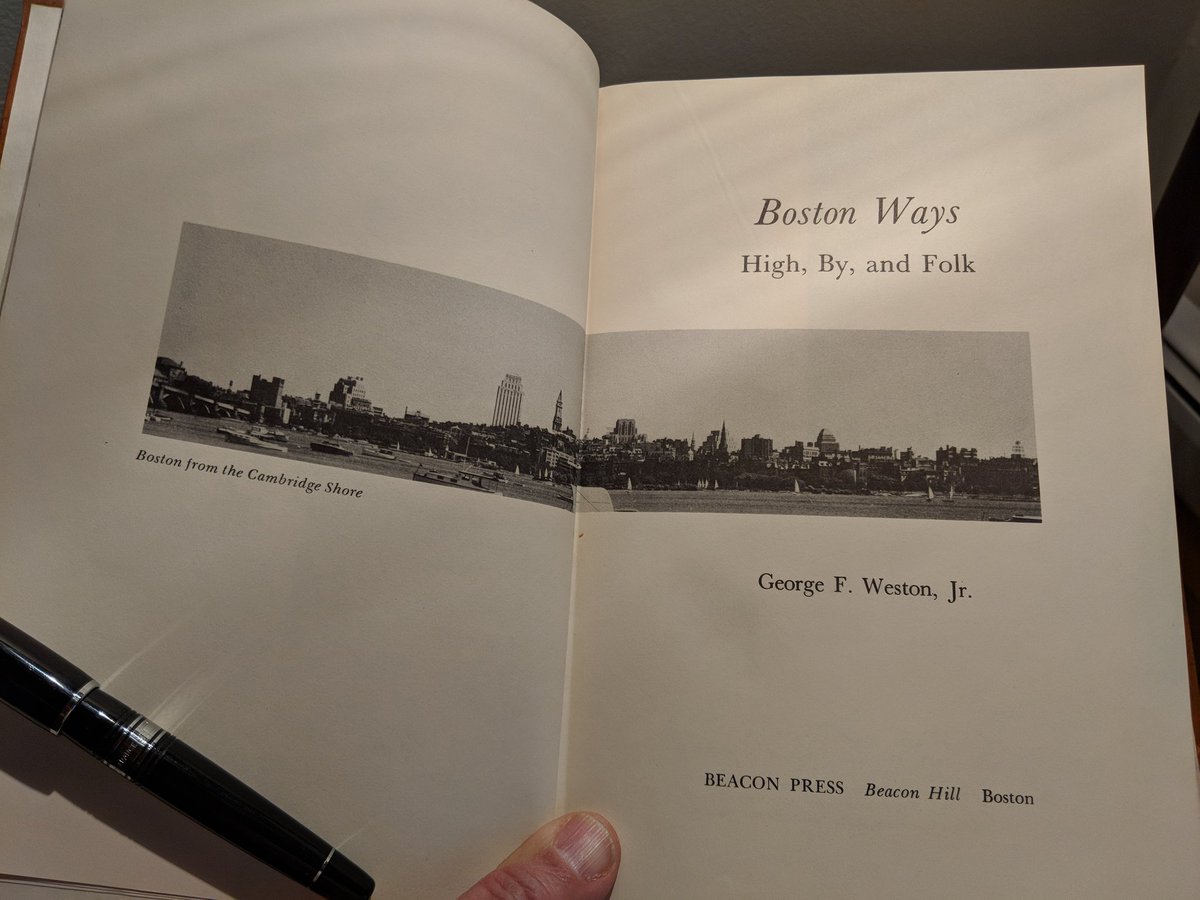 Boston from the Cambridge Shore
Boston Ways
High, By, and Folk
George F. Weston, Jr.
BEACON PRESS Beacon Hill Boston